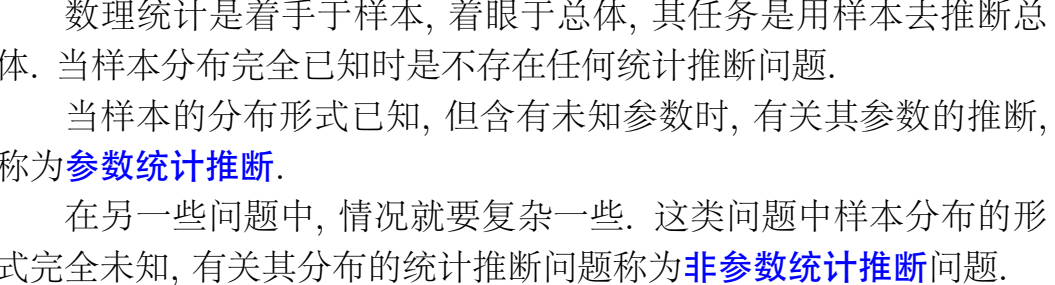 数理统计是着手于样本, 着眼于总体, 其任务是用样本去推断总
体. 当样本分布完全已知时是不存在任何统计推断问题.
当样本的分布形式已知, 但含有未知参数时, 有关其参数的推断,
称为参数统计推断.
在另一些问题中, 情况就要复杂一些. 这类问题中样本分布的形
式完全未知, 有关其分布的统计推断问题称为非参数统计推断问题.